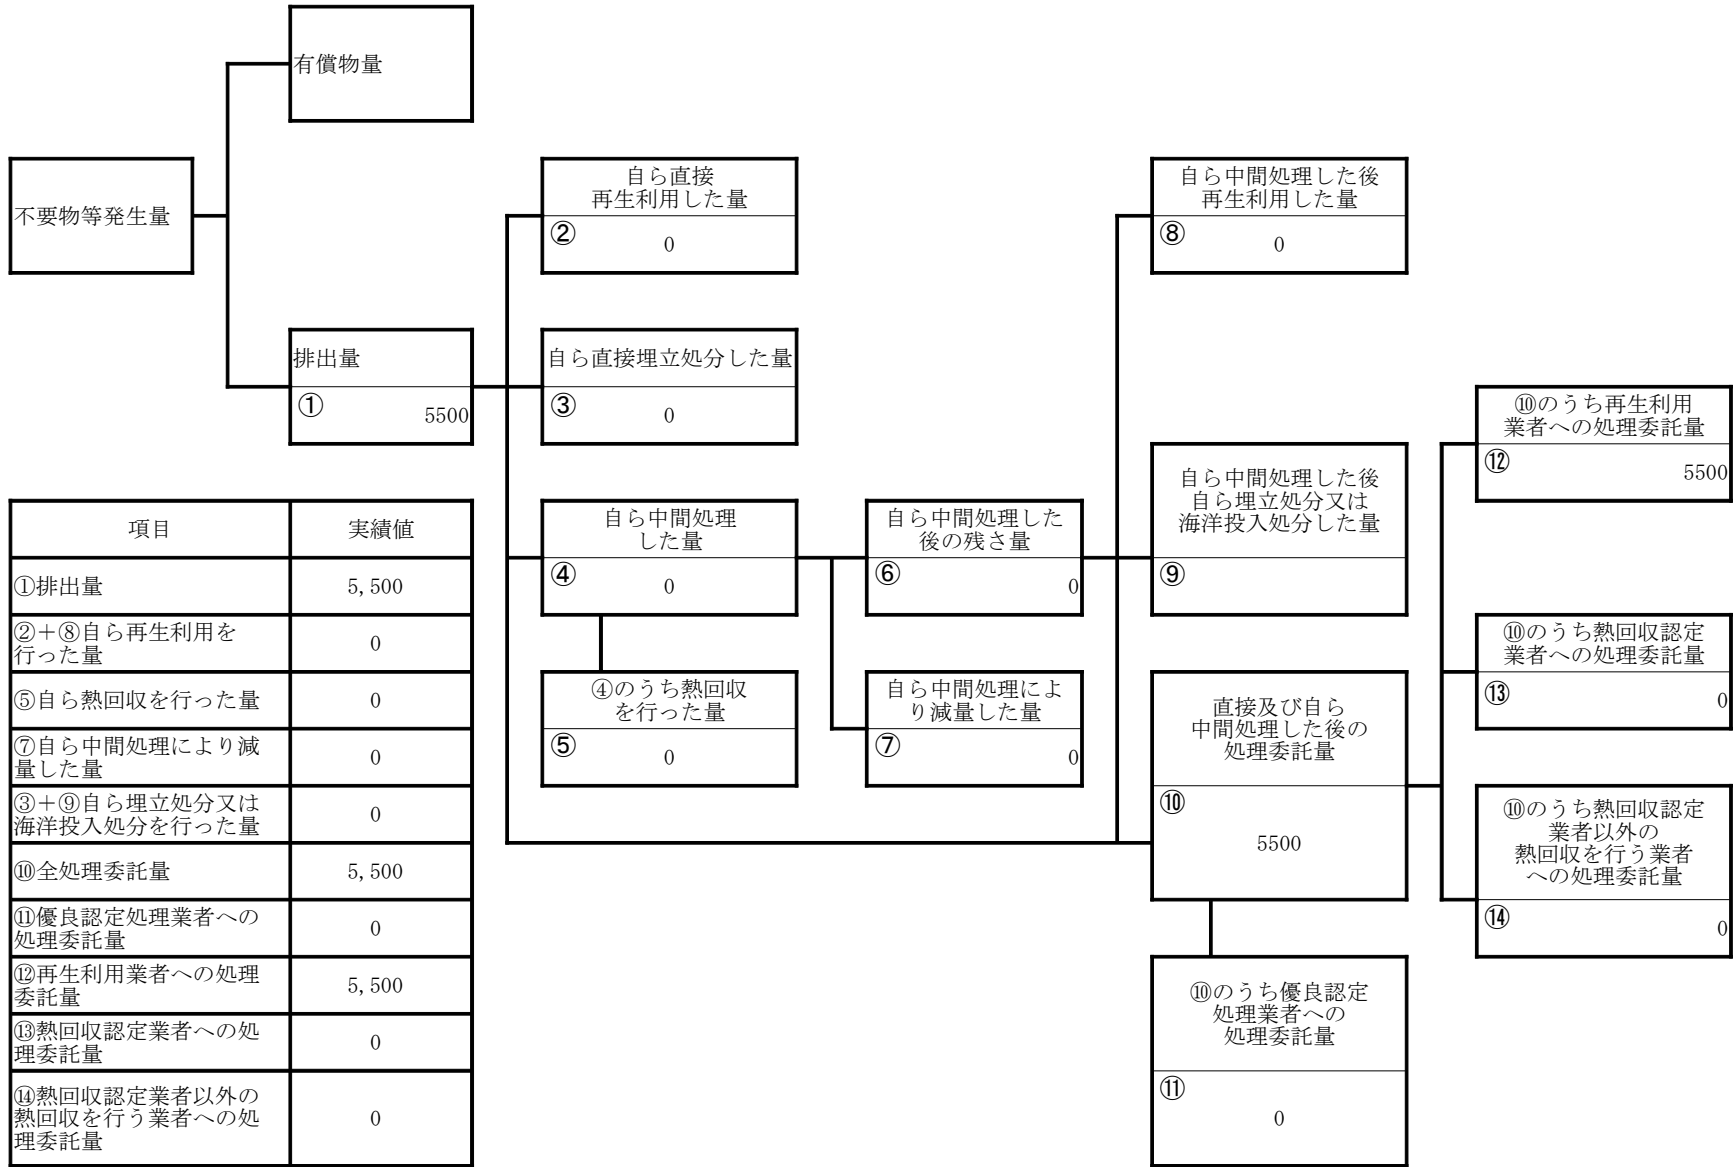 有償物量
不要物等発生量
自ら直接
再生利用した量
② 0
自ら中間処理した後
再生利用した量
⑧ 0
排出量
① 5500
自ら直接埋立処分した量
③ 0
⑩のうち再生利用
業者への処理委託量
⑫ 5500
自ら中間処理
した量
④ 0
自ら中間処理した
後の残さ量
⑥ 0
自ら中間処理した後
自ら埋立処分又は
海洋投入処分した量
⑨
④のうち熱回収
を行った量
⑤ 0
自ら中間処理によ
り減量した量
⑦ 0
直接及び自ら
中間処理した後の
処理委託量
⑩
5500
⑩のうち熱回収認定
業者への処理委託量
⑬ 0
⑩のうち熱回収認定
業者以外の
熱回収を行う業者
への処理委託量
⑭ 0
⑩のうち優良認定
処理業者への
処理委託量
⑪
0
項目 実績値
①排出量 5,500
②＋⑧自ら再生利用を
行った量 0
⑤自ら熱回収を行った量 0
⑦自ら中間処理により減
量した量 0
③＋⑨自ら埋立処分又は
海洋投入処分を行った量 0
⑩全処理委託量 5,500
⑪優良認定処理業者への
処理委託量 0
⑫再生利用業者への処理
委託量 5,500
⑬熱回収認定業者への処
理委託量 0
⑭熱回収認定業者以外の
熱回収を行う業者への処
理委託量 0